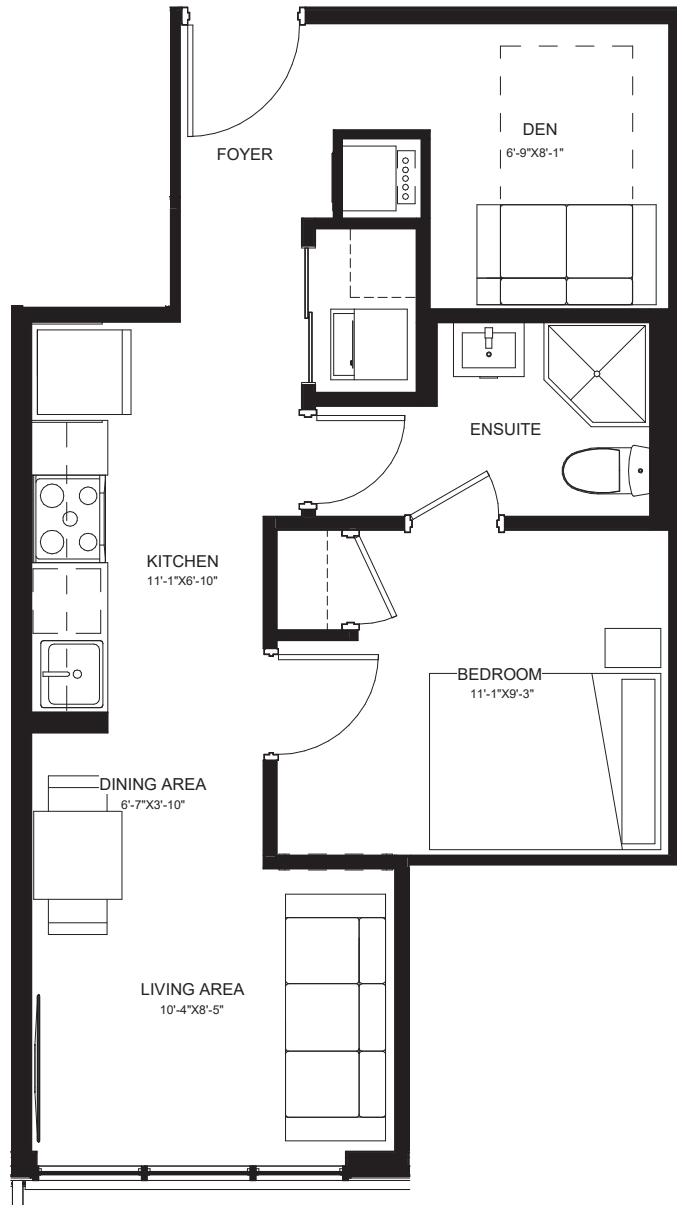 DEN
6'-9"X8'-1"
FOYER
ENSUITE
KITCHEN
11'-1"X6'-10"
BEDROOM
11'-1"X9'-3"
DINING AREA
6'-7"X3'-10"
LIVING AREA
10'-4"X8'-5"